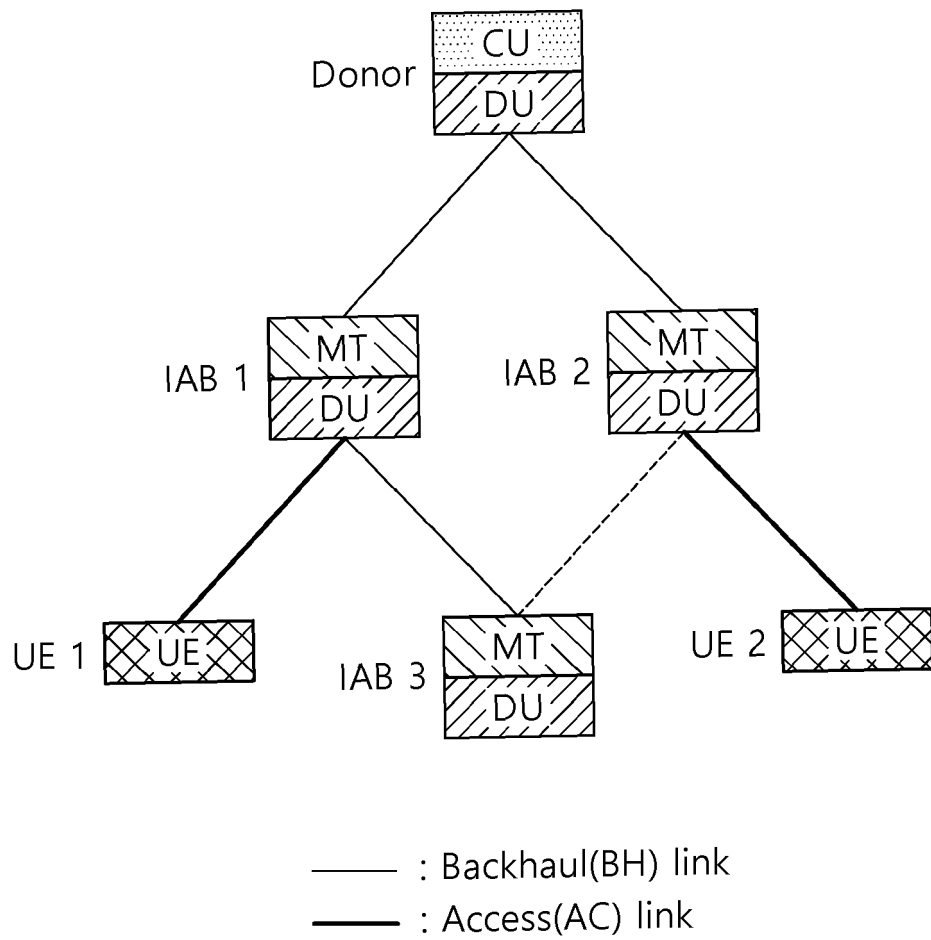 CU
Donor
DU
MT
IAB 1
DU
MT
IAB 2
DU
UE 1
UE
MT
IAB 3
DU
UE 2
UE
: Backhaul(BH) link
: Access(AC) link